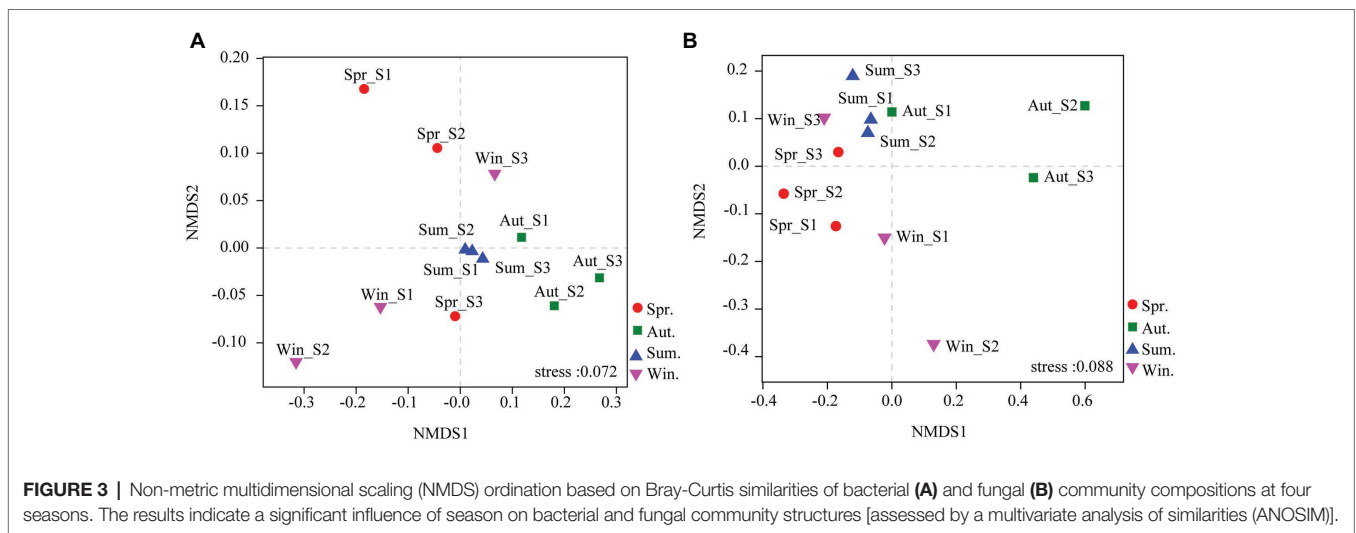 A
0.20
0.15
0.10
0.05
0.00
-0.05
-0.10
NMDS2
Spr_S1
Spr_S2
Win_S3
Aut_S1
Sum_S2
Sum_S1
Sum_S3
Aut_S3
Aut_S2
Win_S1
Spr_S3
Win_S2
Spr.
Aut.
Sum.
Win.
stress :0.072
-0.3 -0.2 -0.1 -0.0 0.1 0.2 0.3
NMDS1
B
0.2
0.1
0.0
-0.1
-0.2
-0.3
-0.4
NMDS2
Sum_S3
Sum_S1
Aut_S1
Aut_S2
Win_S3
Sum_S2
Spr_S3
Aut_S3
Spr_S2
Spr_S1
Win_S1
Win_S2
Spr.
Aut.
Sum.
Win.
stress :0.088
-0.4 -0.2 0.0 0.2 0.4 0.6
NMDS1
FIGURE 3 | Non-metric multidimensional scaling (NMDS) ordination based on Bray-Curtis similarities of bacterial (A) and fungal (B) community compositions at four
seasons. The results indicate a significant influence of season on bacterial and fungal community structures [assessed by a multivariate analysis of similarities (ANOSIM)].